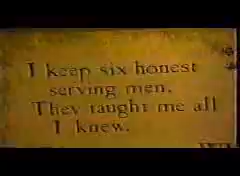 I keep six honest
serving men.
They taught me all
I knew.